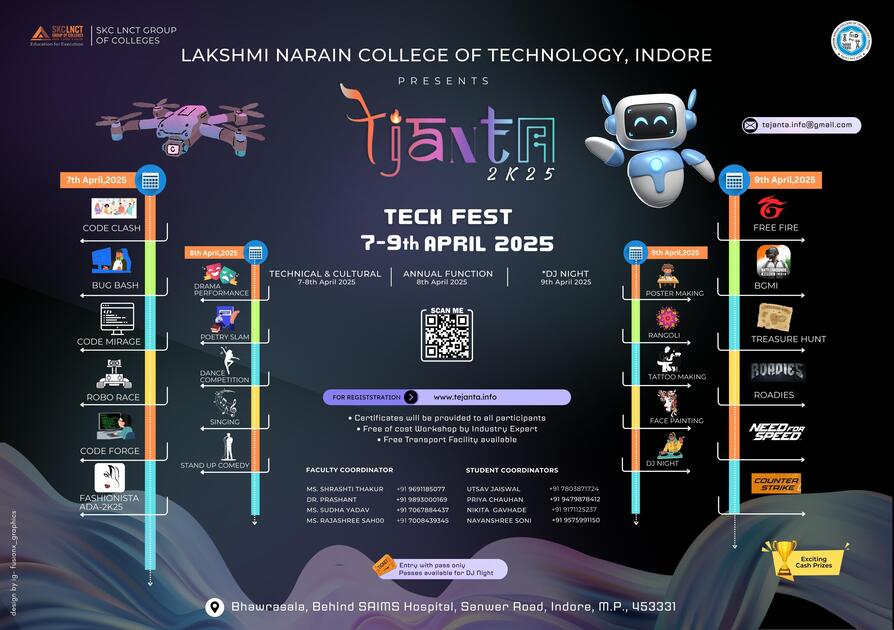 SKC LNCT
GROUP OF COLLEGES
Education for Execution
SKC LNCT GROUP
OF COLLEGES
LAKSHMI NARAIN COLLEGE OF TECHNOLOGY, INDORE
PRESENTS
Tejanta
2K25
tejanta.info@gmail.com
TECH FEST
7-9th APRIL 2025
TECHNICAL & CULTURAL
7-8th April 2025
ANNUAL FUNCTION
8th April 2025
*DJ NIGHT
9th April 2025
7th April,2025
CODE CLASH
BUG BASH
CODE MIRAGE
ROBO RACE
CODE FORGE
FASHIONISTA
ADA-2K25
8th April,2025
DRAMA
PERFORMANCE
POETRY SLAM
DANCE
COMPETITION
SINGING
STAND UP COMEDY
SCAN ME
FOR REGISTSTRATION
www.tejanta.info
• Certificates will be provided to all participants
• Free of cost Workshop by Industry Expert
• Free Transport Facility available
FACULTY COORDINATOR
MS. SHRASHTI THAKUR +91 9691185077
DR. PRASHANT +91 9893000169
MS. SUDHA YADAV +91 7067884437
MS. RAJASHREE SAH00 +91 7008439345
STUDENT COORDINATORS
UTSAV JAISWAL +91 7803871724
PRIYA CHAUHAN +91 9479878412
NIKITA GAVHADE +91 9171125237
NAYANSHREE SONI +91 9575991150
9th April,2025
POSTER MAKING
RANGOLI
TATTOO MAKING
FACE PAINTING
DJ NIGHT
9th April,2025
FREE FIRE
BGMI
TREASURE HUNT
ROADIES
ROADIES
NEED FOR
SPEED
COUNTER
STRIKE
TICKET
Entry with pass only
Passes available for DJ Night
Exciting
Cash Prizes
Bhawrasala, Behind SAIMS Hospital, Sanwer Road, Indore, M.P., 453331
design by:ig- fusionx_graphics